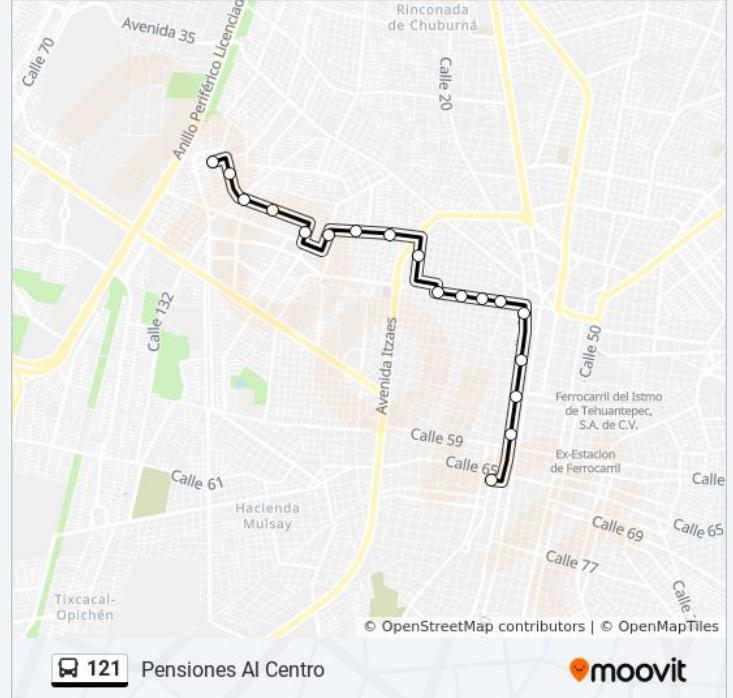 Rinconada
de Chuburná
Avenida 35
Calle 70
Anillo Periférico Licenciado
Calle 20
Calle 132
Avenida Itzaes
Calle 50
Ferrocarril del Istmo
de Tehuantepec,
S.A. de C.V.
Calle 59
Ex-Estacion
de Ferrocarril
Calle 65
Calle 61
Calle
Hacienda
Mulsay
Calle 69
Calle 65
Calle 77
Tixcacal-
Opichén
Calle
© OpenStreetMap contributors | © OpenMapTiles
121 Pensiones Al Centro
moovit